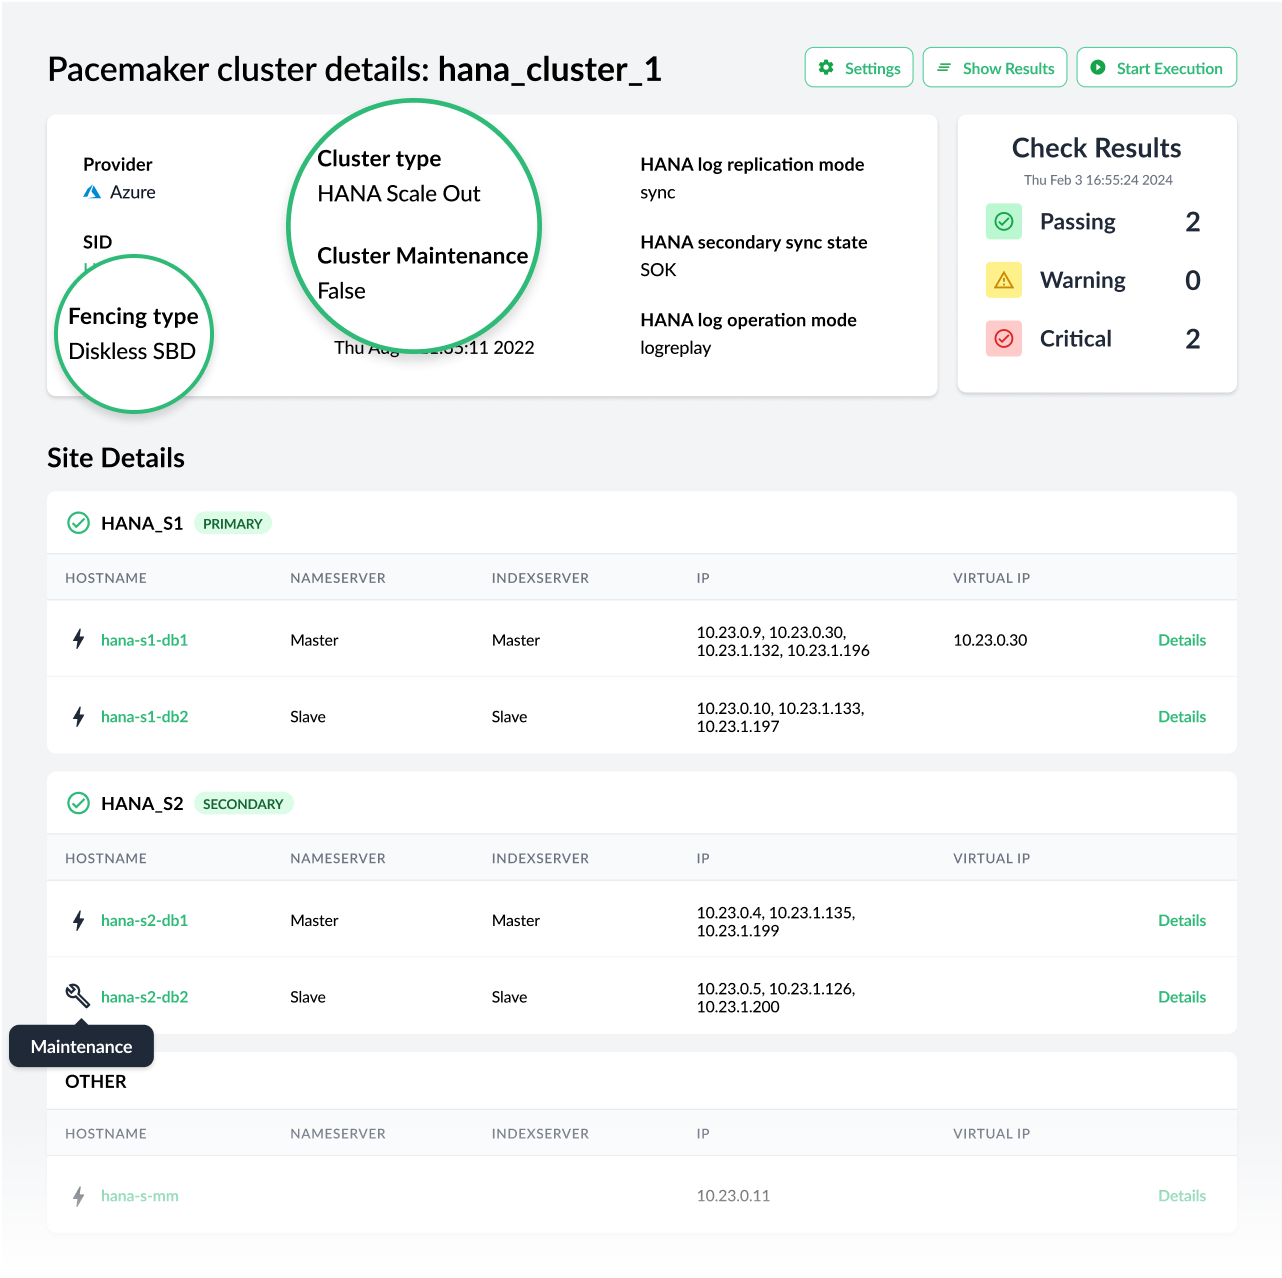 Pacemaker cluster details: hana_cluster_1
Settings
Show Results
Start Execution
Provider
Azure
SID
Fencing type
Diskless SBD
Cluster type
HANA Scale Out
Cluster Maintenance
False
Thu Aug :11 2022
HANA log replication mode
sync
HANA secondary sync state
SOK
HANA log operation mode
logreplay
Check Results
Thu Feb 3 16:55:24 2024
Passing 2
Warning 0
Critical 2
Site Details
HANA_S1 PRIMARY
HOSTNAME NAMESERVER INDEXSERVER IP VIRTUAL IP
hana-s1-db1 Master Master 10.23.0.9, 10.23.0.30, 10.23.0.30 Details
10.23.1.132, 10.23.1.196
hana-s1-db2 Slave Slave 10.23.0.10, 10.23.1.133, Details
10.23.1.197
HANA_S2 SECONDARY
HOSTNAME NAMESERVER INDEXSERVER IP VIRTUAL IP
hana-s2-db1 Master Master 10.23.0.4, 10.23.1.135, Details
10.23.1.199
hana-s2-db2 Slave Slave 10.23.0.5, 10.23.1.126, Details
10.23.1.200
Maintenance
OTHER
HOSTNAME NAMESERVER INDEXSERVER IP VIRTUAL IP
hana-s-mm 10.23.0.11 Details